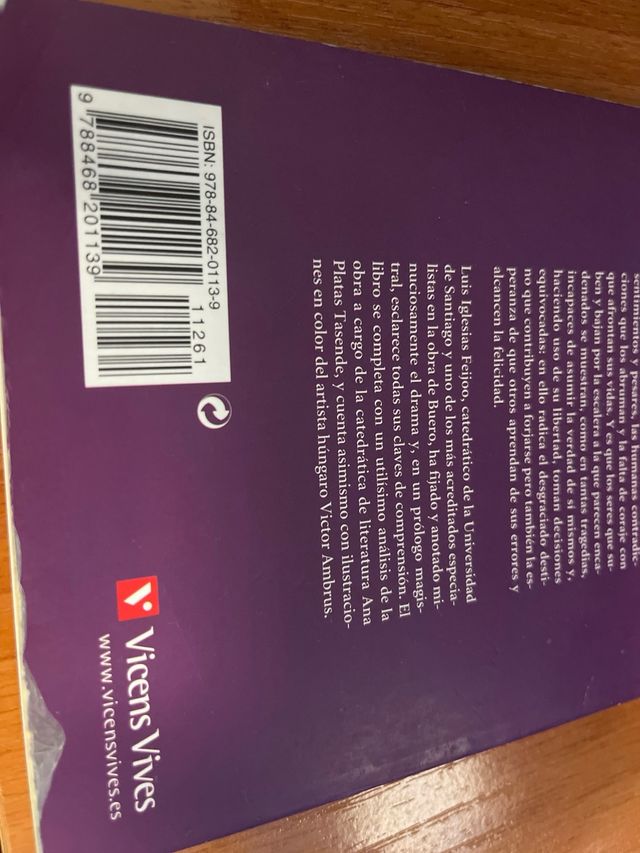 ciones que los abruman y la falta de coraje con
que afrontan sus vidas. Y es que los seres que su-
ben y bajan por la escalera a la que parecen enca-
denados se muestran, como en tantas tragedias,
incapaces de asumir la verdad de sí mismos y,
haciendo uso de su libertad, toman decisiones
equivocadas: en ello radica el desgraciado desti-
no que contribuyen a forjarse pero también la es-
peranza de que otros aprendan de sus errores y
alcancen la felicidad.
Luis Iglesias Feijoo, catedrático de la Universidad
de Santiago y uno de los más acreditados especia-
listas en la obra de Buero, ha fijado y anotado mi-
nuciosamente el drama y, en un prólogo magis-
tral, esclarece todas sus claves de comprensión. El
libro se completa con un utilísimo análisis de la
obra a cargo de la catedrática de literatura Ana
Platas Tasende, y cuenta asimismo con ilustracio-
nes en color del artista húngaro Victor Ambrus.
ISBN: 978-84-682-0113-9
11261
9 788468 201139
Vicens Vives
www.vicensvives.es